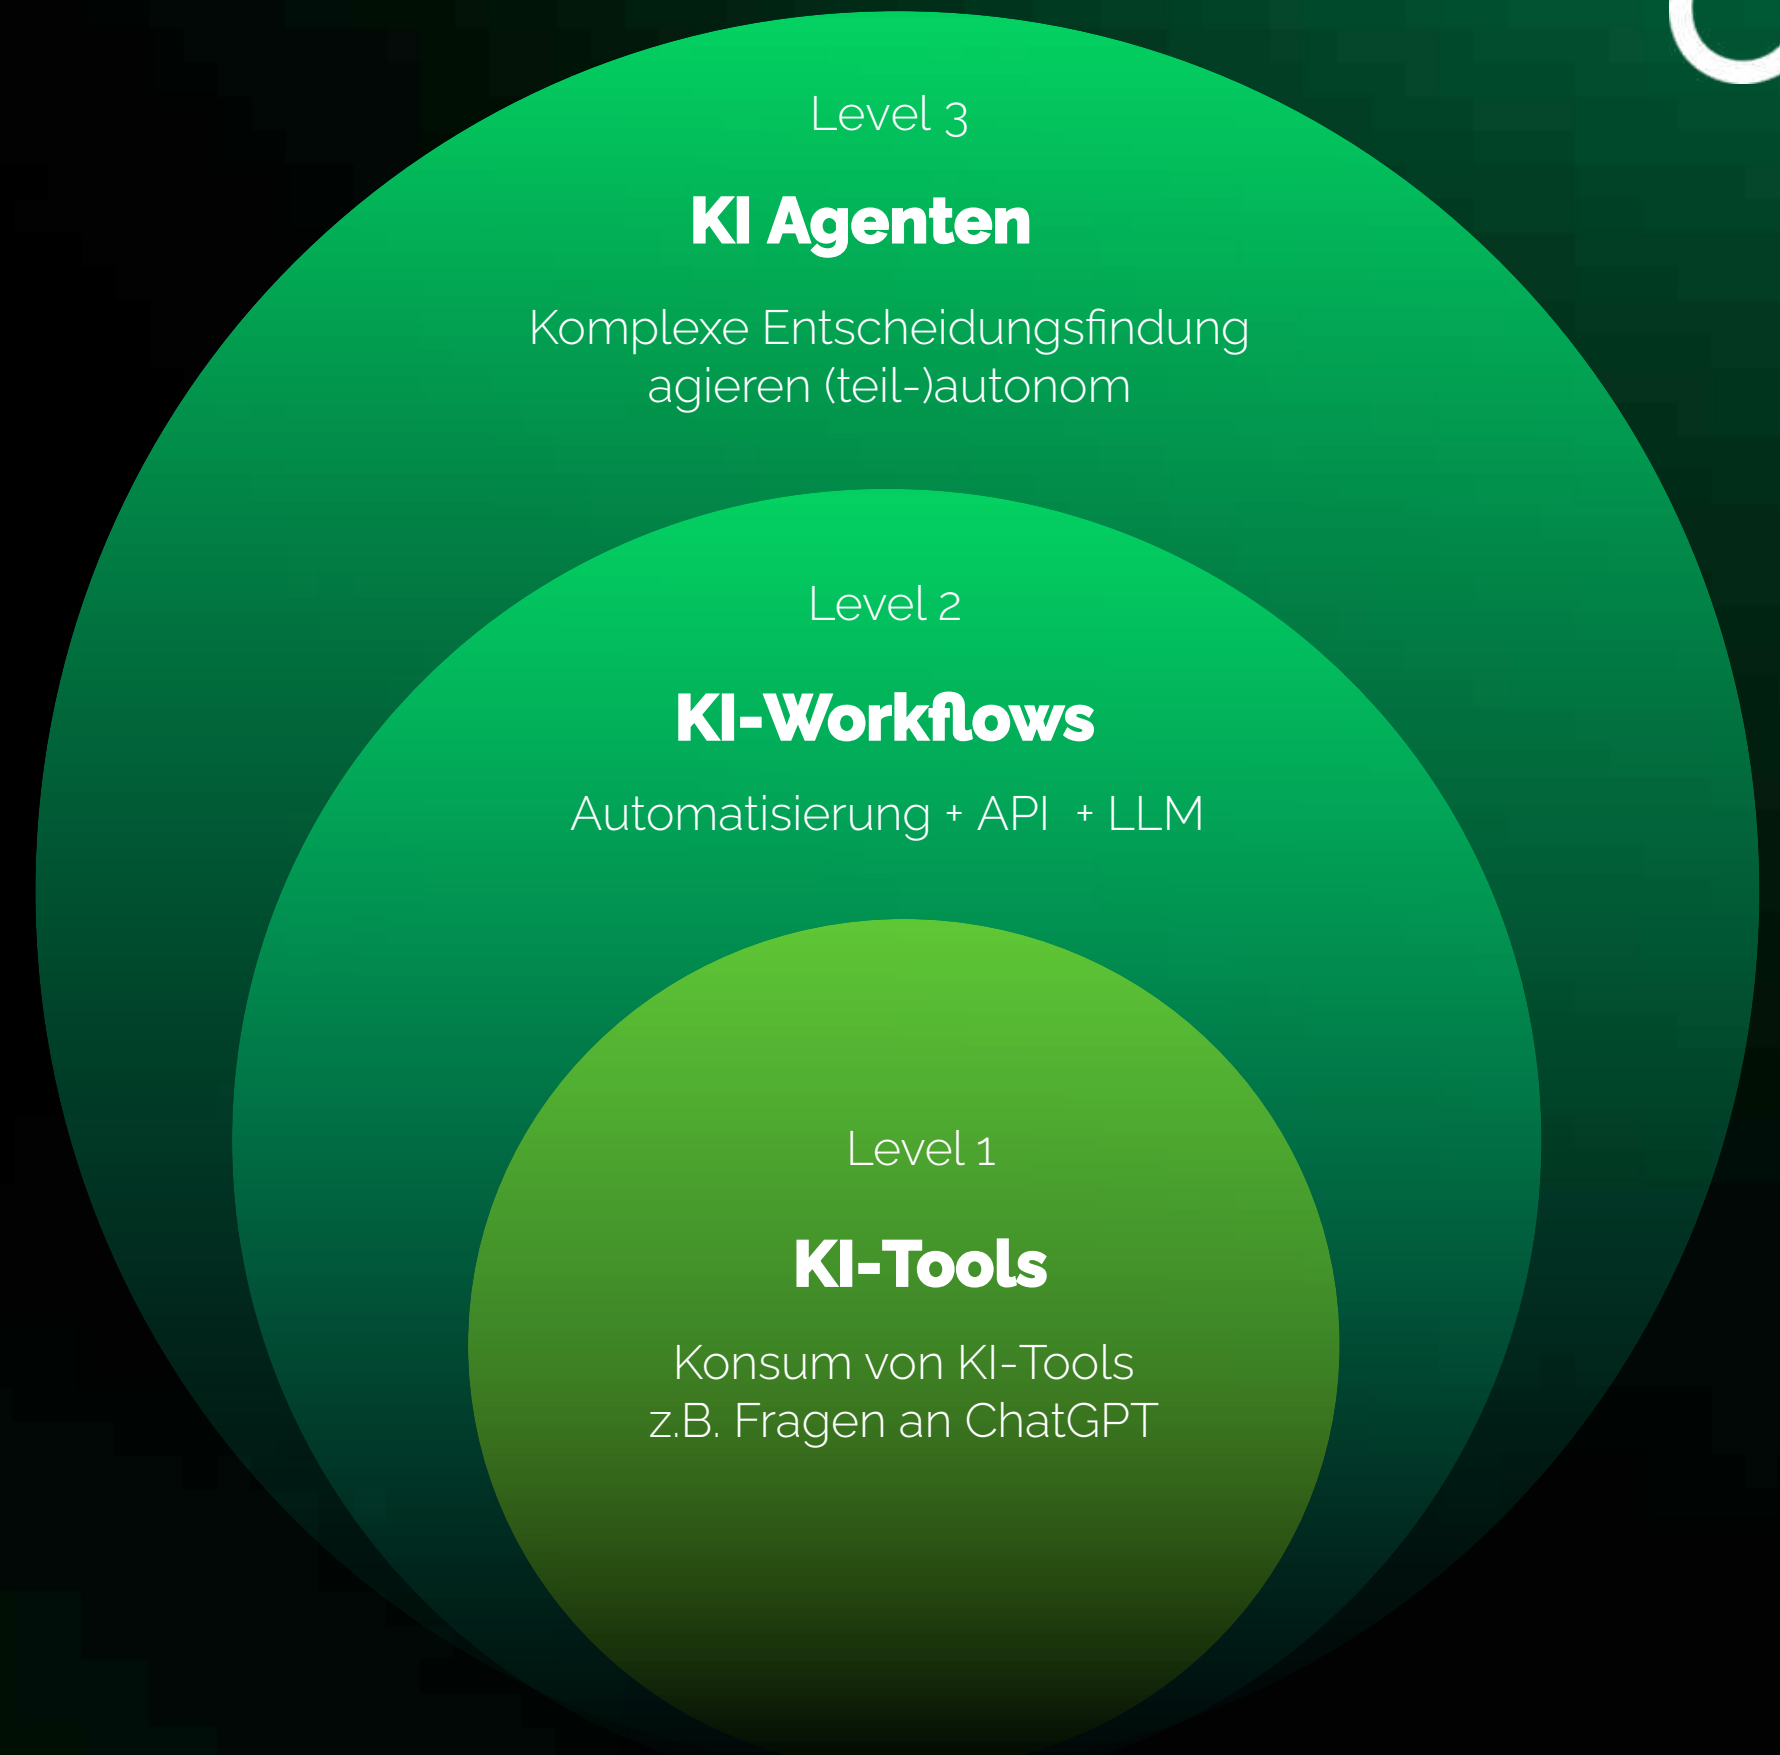 Level 3
KI Agenten
Komplexe Entscheidungsfindung
agieren (teil-)autonom
Level 2
KI-Workflows
Automatisierung + API + LLM
Level 1
KI-Tools
Konsum von KI-Tools
z.B. Fragen an ChatGPT